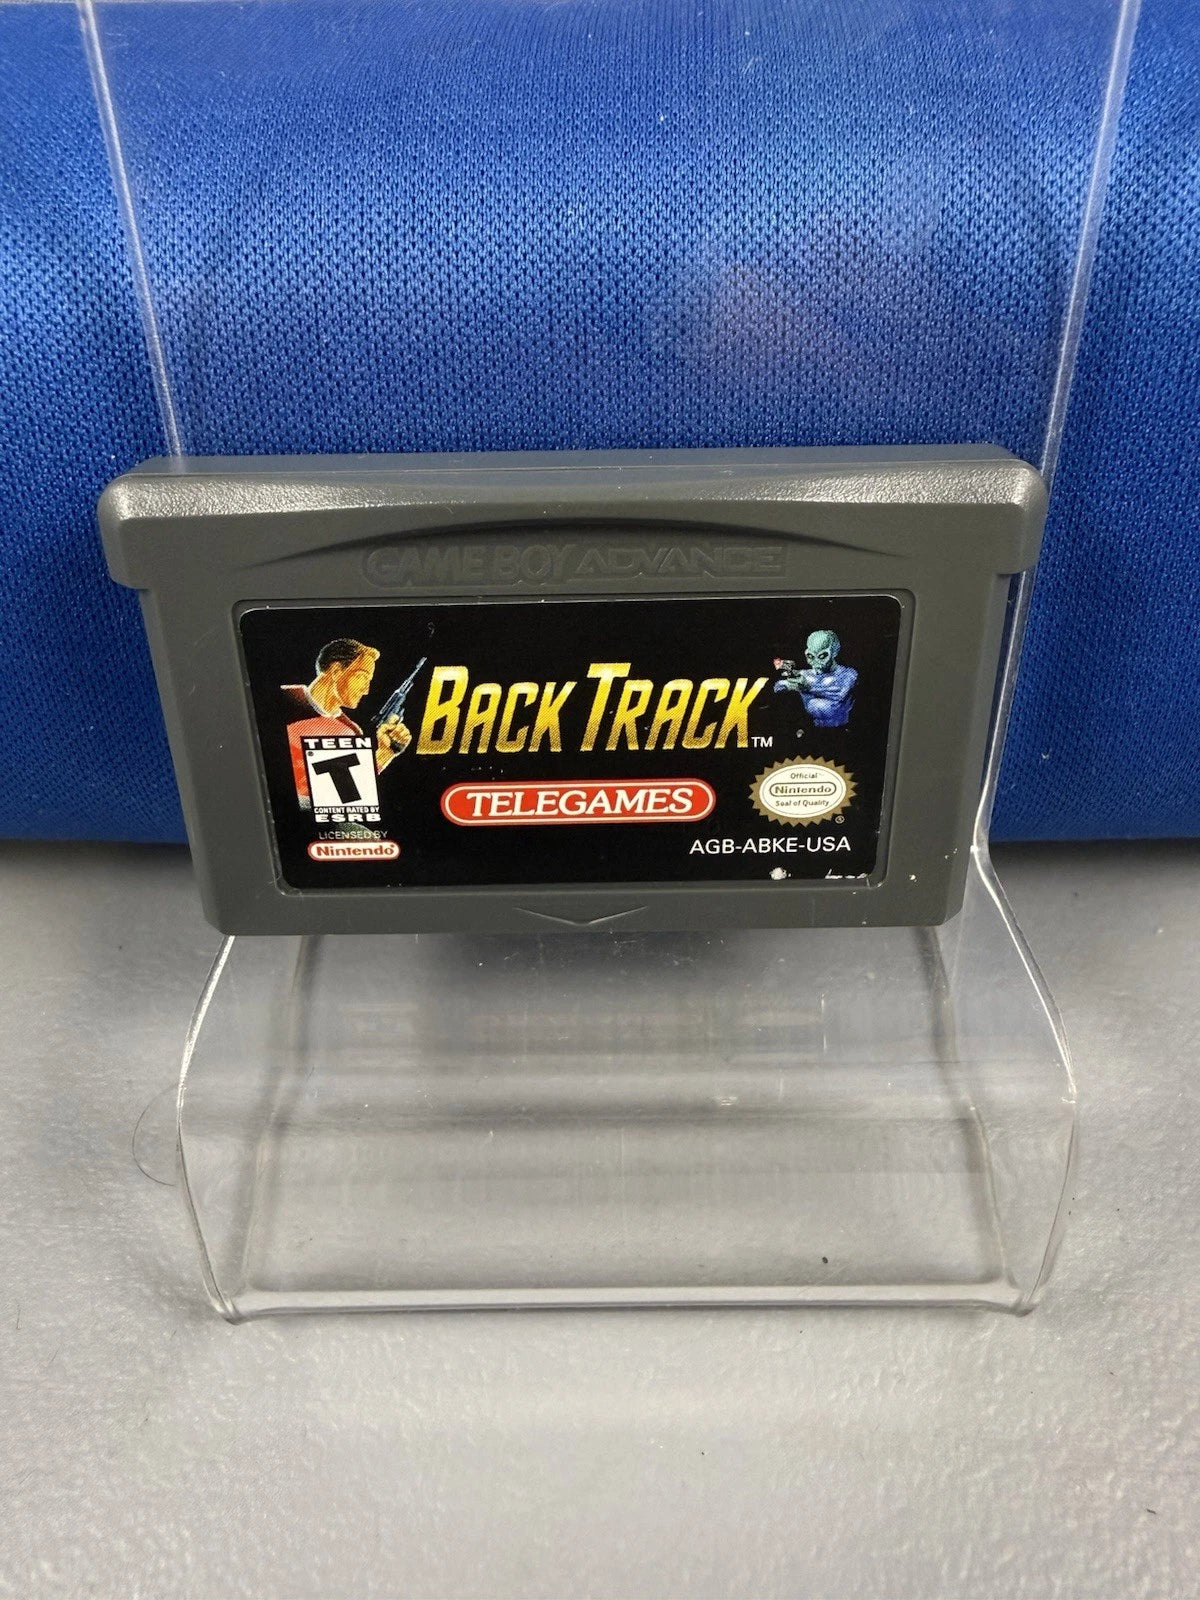 GAME BOY ADVANCE
BACK TRACK™
TEEN
T
CONTENT RATED BY
ESRB
TELEGAMES
Official
Nintendo
Seal of Quality
®
LICENSED BY
Nintendo®
AGB-ABKE-USA